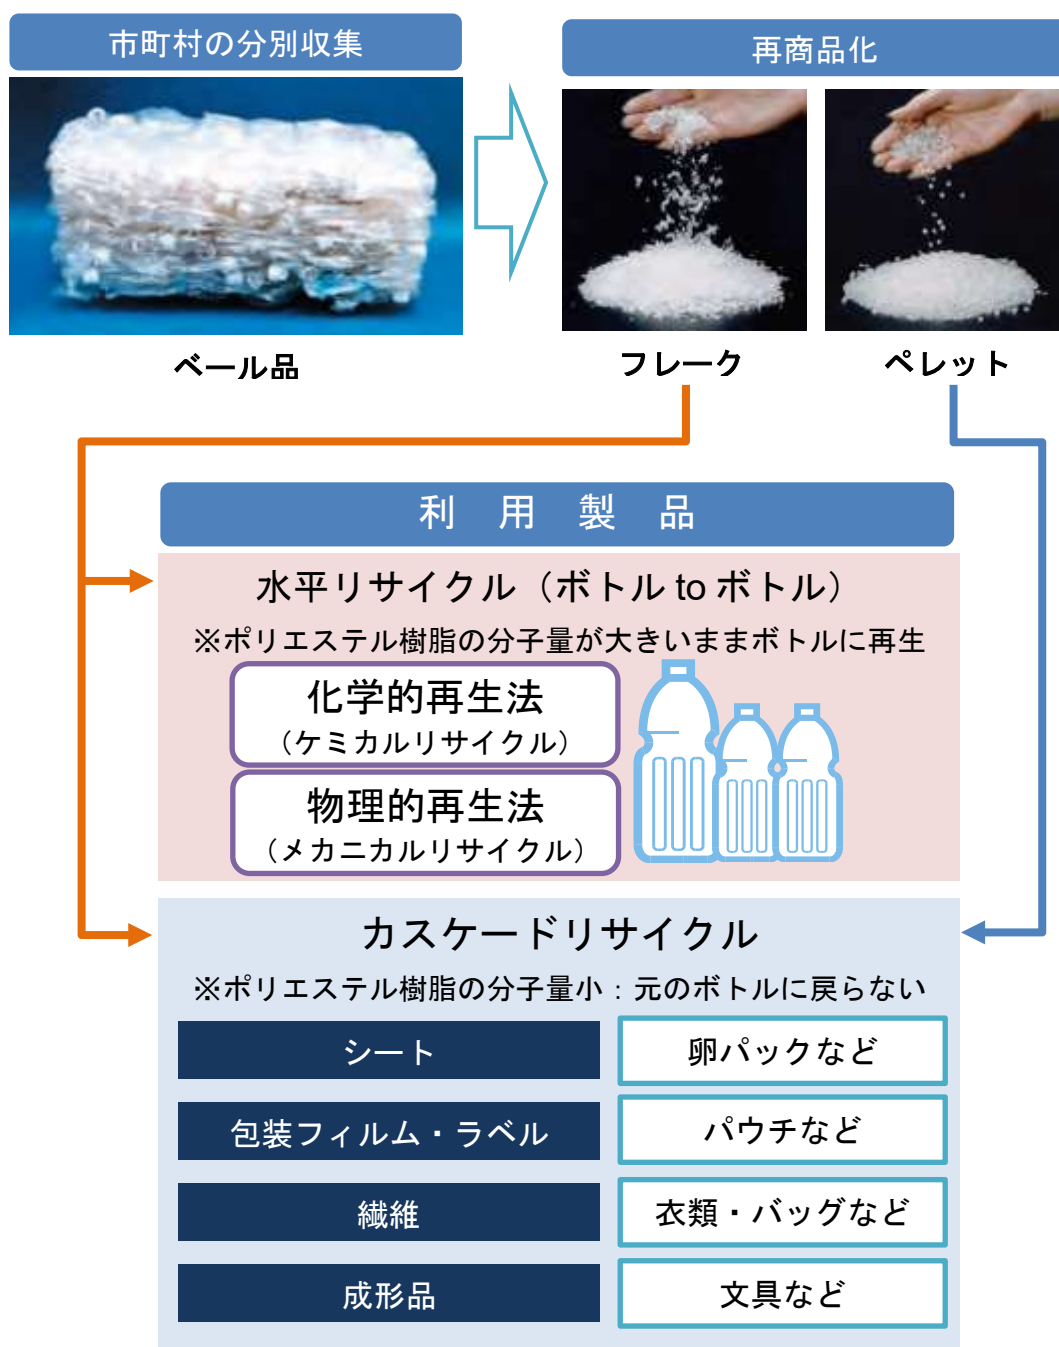 市町村の分別収集
再商品化
ベール品
フレーク
ペレット
利用製品
水平リサイクル（ボトル to ボトル）
※ポリエステル樹脂の分子量が大きいままボトルに再生
化学的再生法
（ケミカルリサイクル）
物理的再生法
（メカニカルリサイクル）
カスケードリサイクル
※ポリエステル樹脂の分子量小：元のボトルに戻らない
シート
卵パックなど
包装フィルム・ラベル
パウチなど
繊維
衣類・バッグなど
成形品
文具など